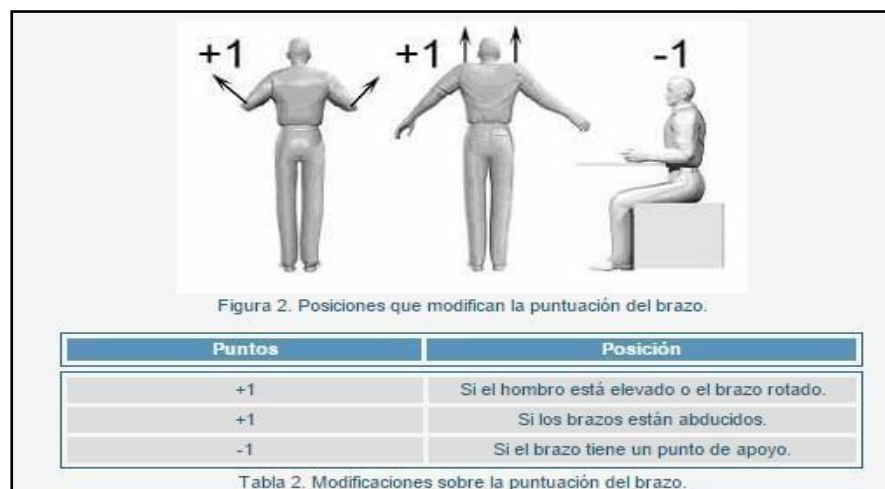 +1 +1 -1
Figura 2. Posiciones que modifican la puntuación del brazo.
Puntos Posición
+1 Si el hombro está elevado o el brazo rotado.
+1 Si los brazos están abducidos.
-1 Si el brazo tiene un punto de apoyo.
Tabla 2. Modificaciones sobre la puntuación del brazo.